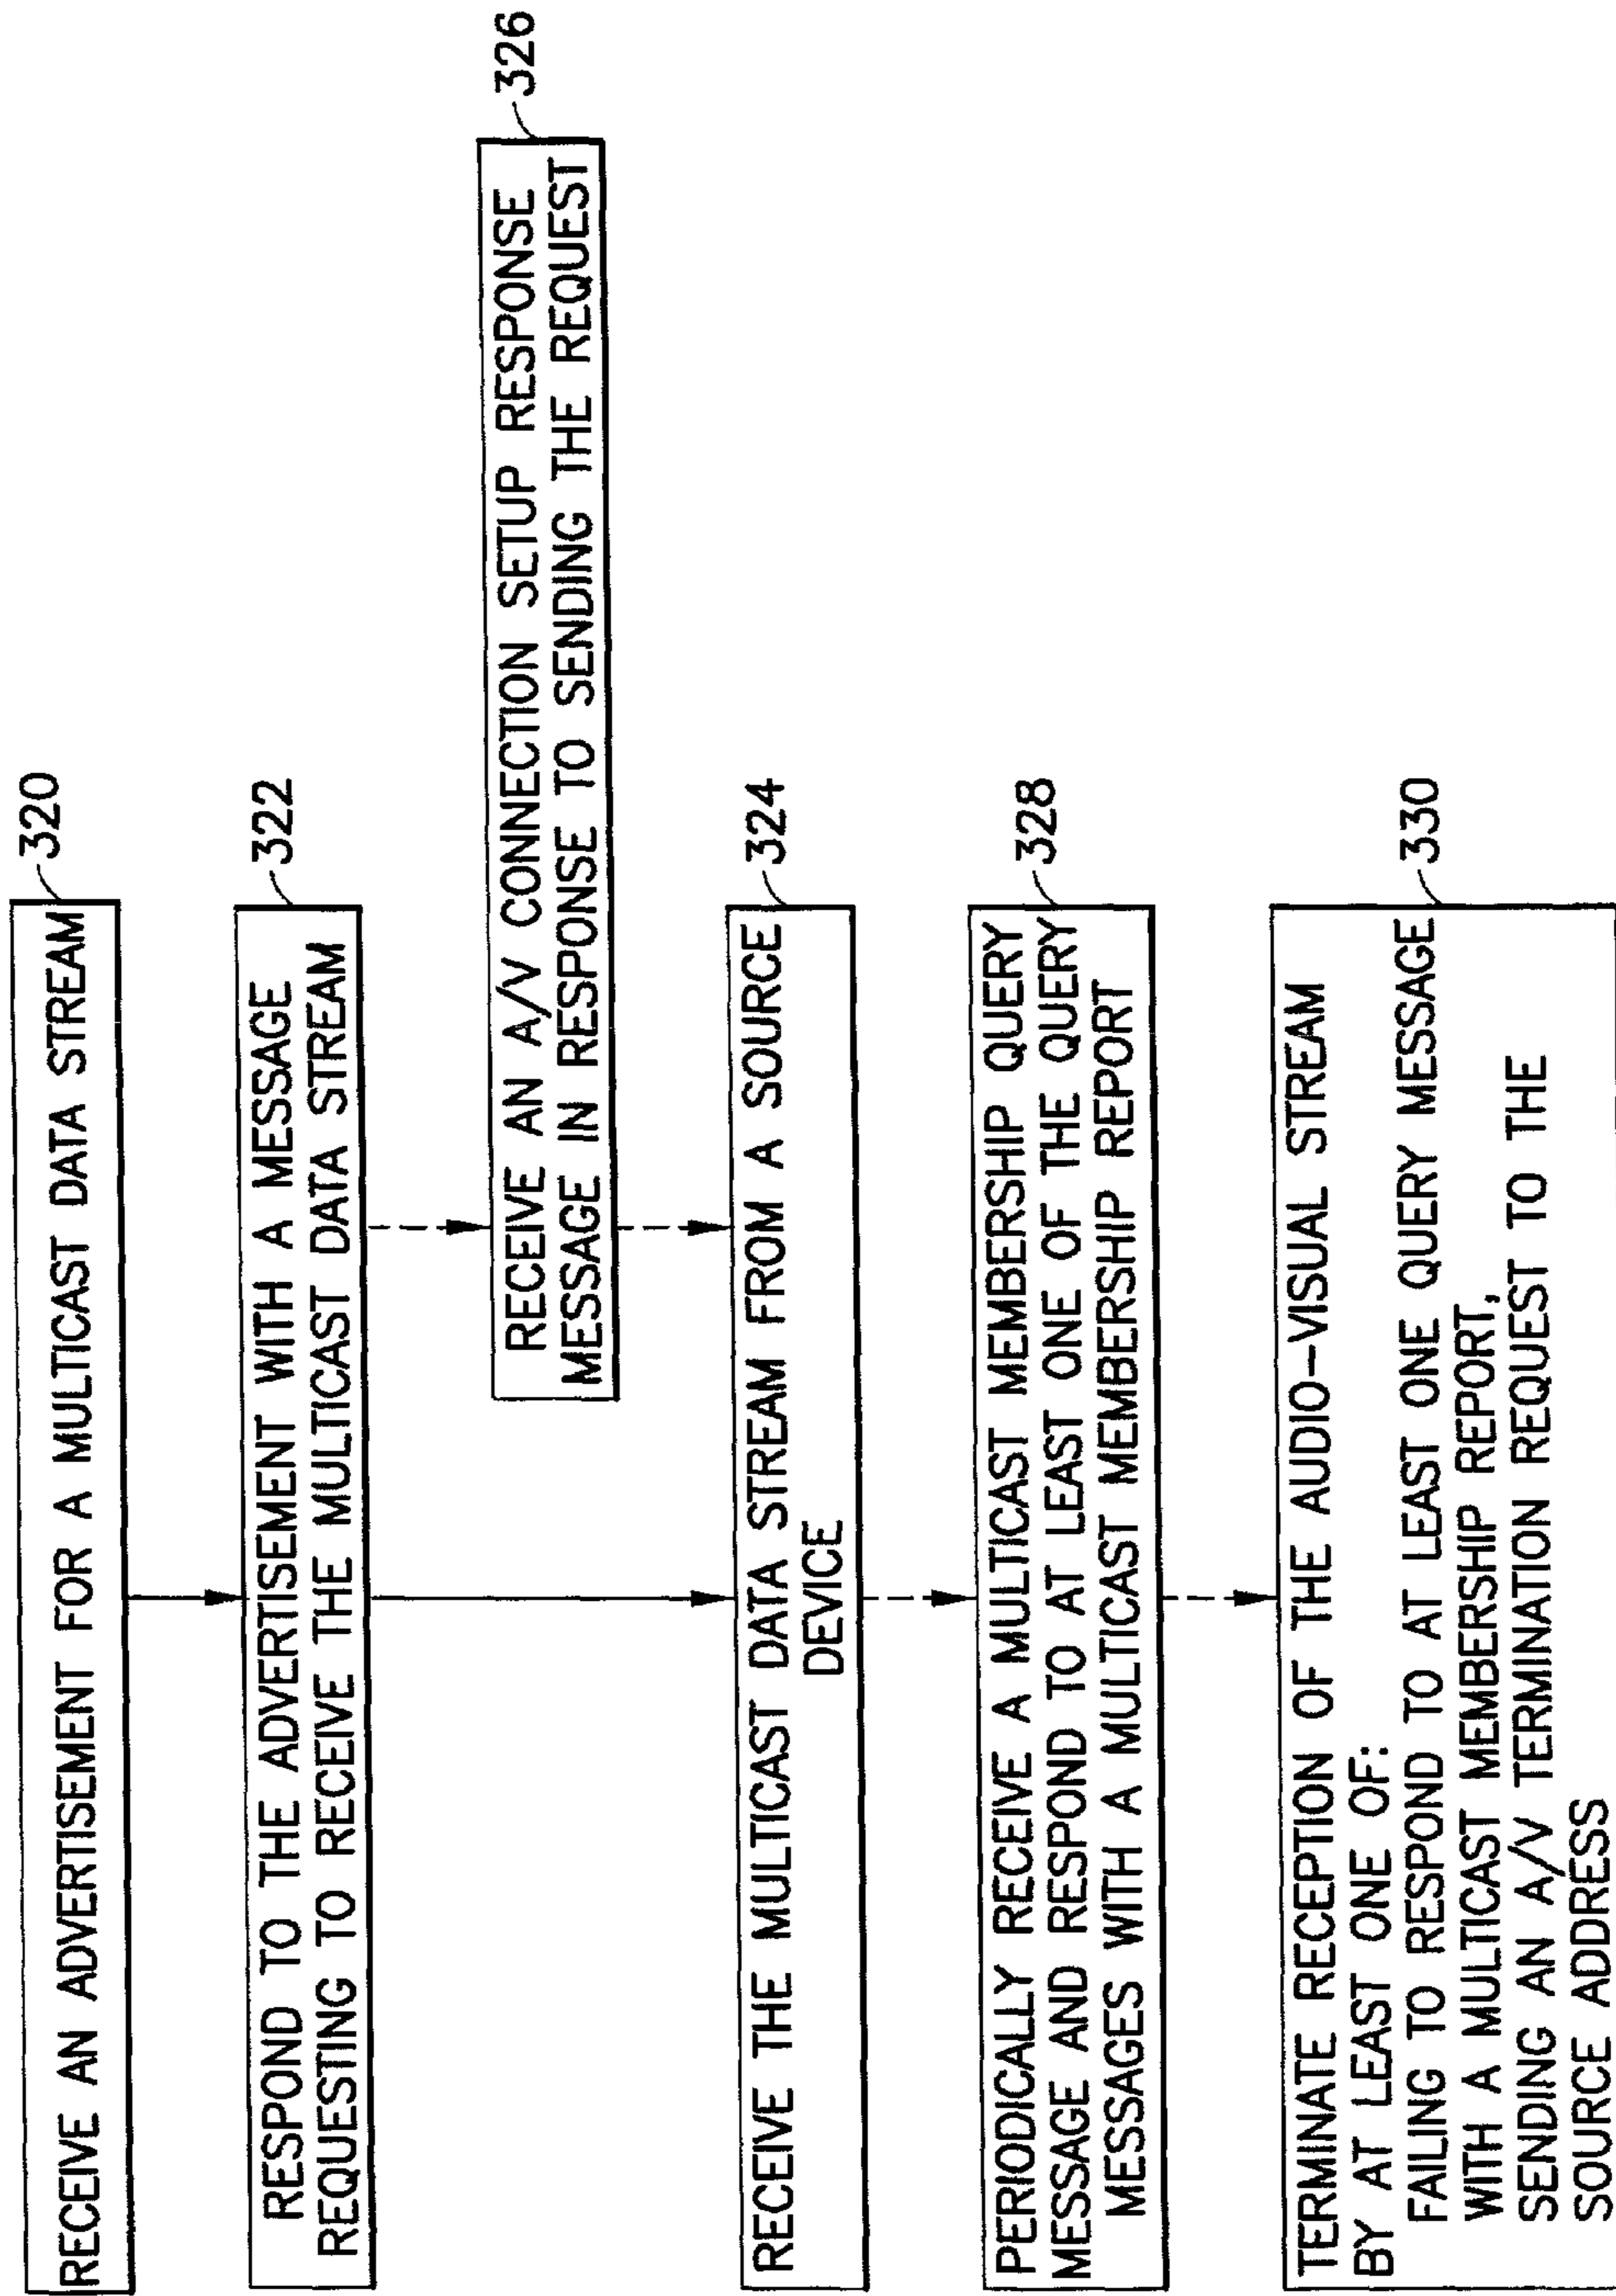 RECEIVE AN ADVERTISEMENT FOR A MULTICAST DATA STREAM
320
RESPOND TO THE ADVERTISEMENT WITH A MESSAGE
REQUESTING TO RECEIVE THE MULTICAST DATA STREAM
322
RECEIVE AN A/V CONNECTION SETUP RESPONSE
MESSAGE IN RESPONSE TO SENDING THE REQUEST
326
RECEIVE THE MULTICAST DATA STREAM FROM A SOURCE
DEVICE
324
PERIODICALLY RECEIVE A MULTICAST MEMBERSHIP QUERY
MESSAGE AND RESPOND TO AT LEAST ONE OF THE QUERY
MESSAGES WITH A MULTICAST MEMBERSHIP REPORT
328
TERMINATE RECEPTION OF THE AUDIO-VISUAL STREAM
BY AT LEAST ONE OF:
FAILING TO RESPOND TO AT LEAST ONE QUERY MESSAGE
WITH A MULTICAST MEMBERSHIP REPORT,
SENDING AN A/V TERMINATION REQUEST TO THE
SOURCE ADDRESS
330